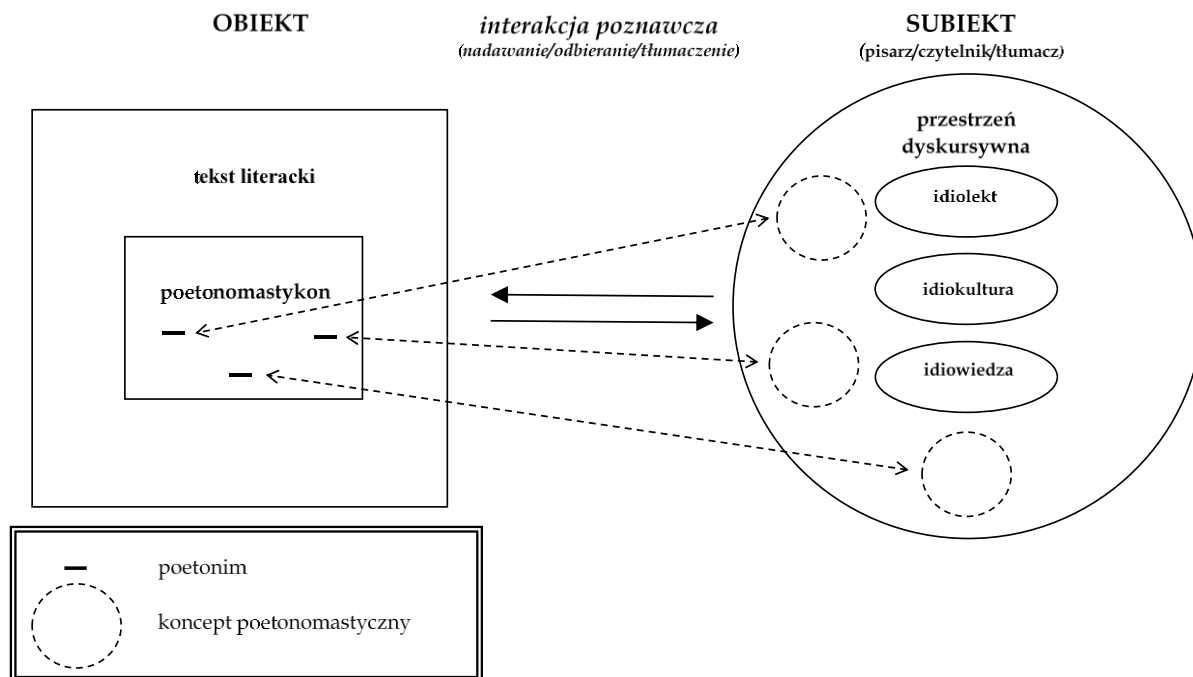 OBIEKT
interakcja poznawcza
(nadawanie/odbieranie/tłumaczenie)
SUBIEKT
(pisarz/czytelnik/tłumacz)
tekst literacki
poetonomastykon
przestrzeń
dyskursywna
idiolekt
idiokultura
idiowiedza
poetonim
koncept poetonomastyczny